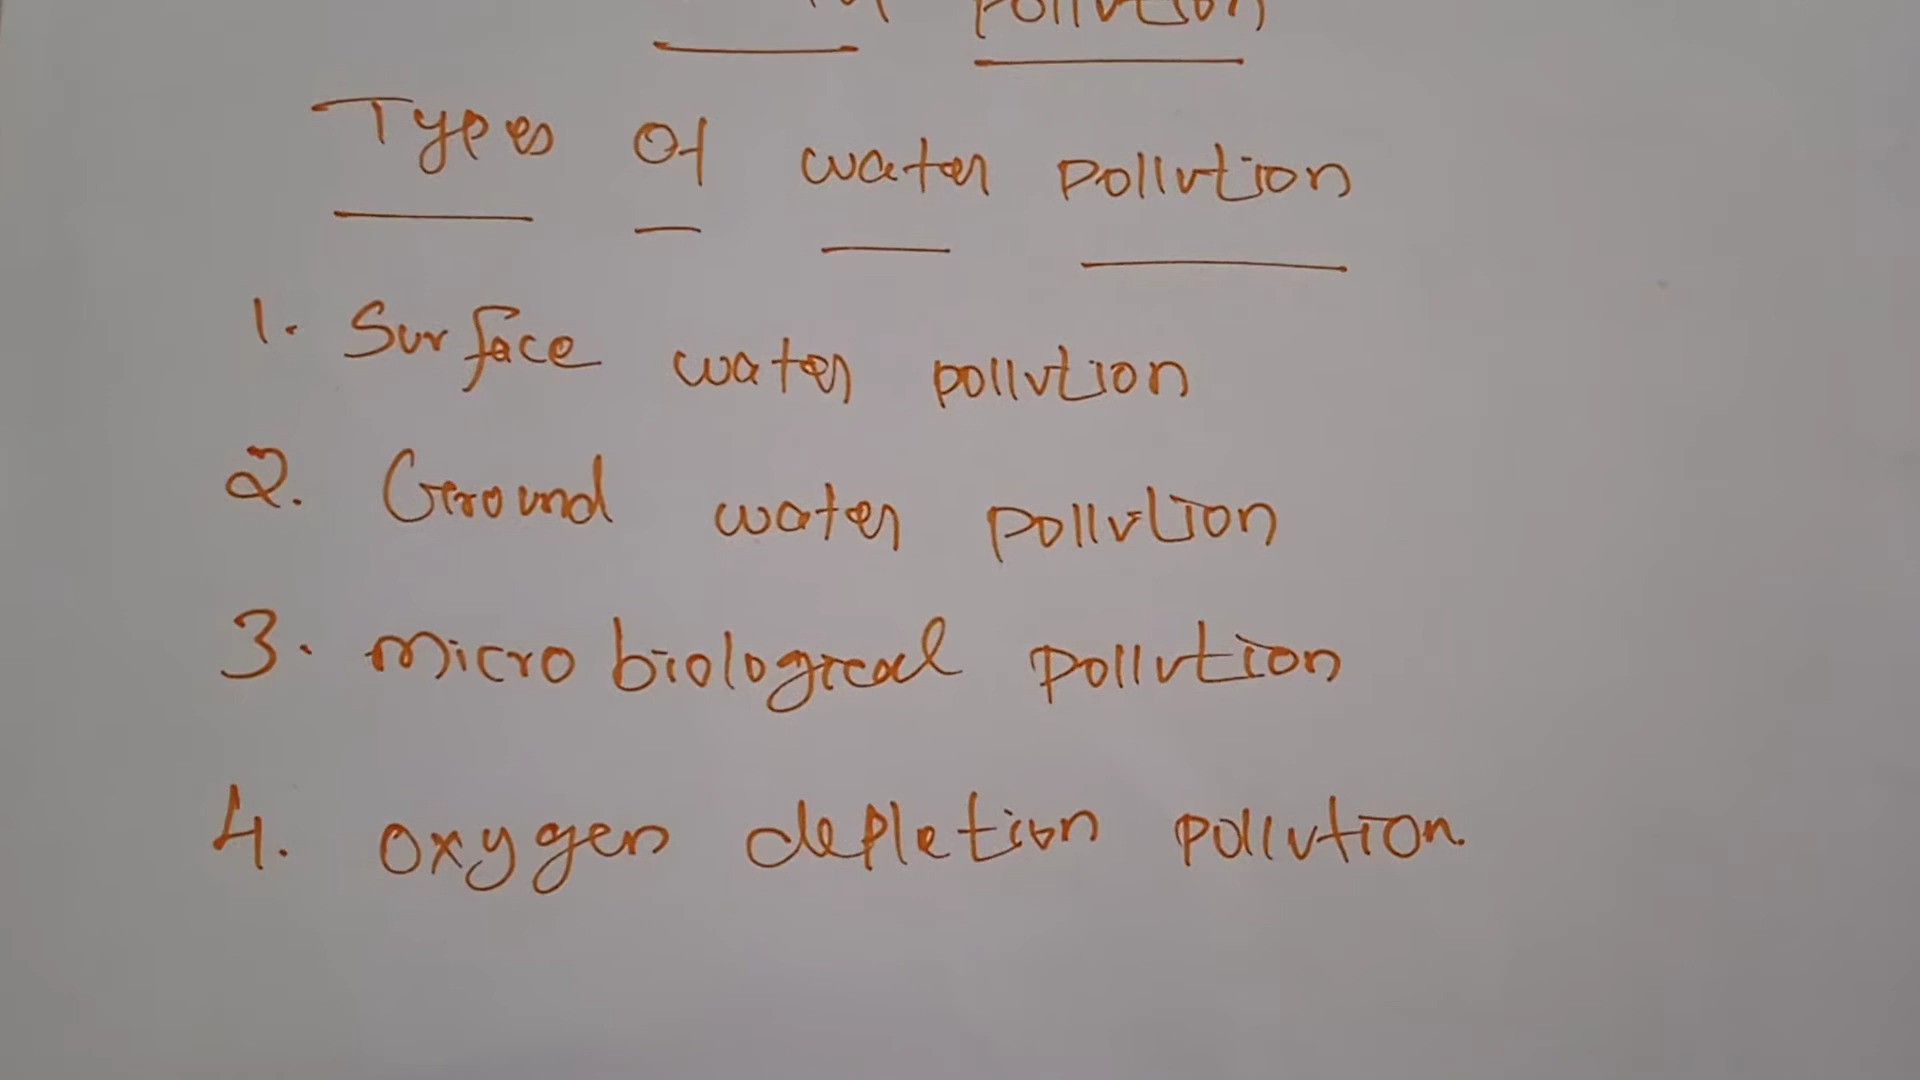 pollution
Types Of water pollution
1. Surface water pollution
2. Ground water pollution
3. micro biological pollution
4. oxygen depletion pollution.